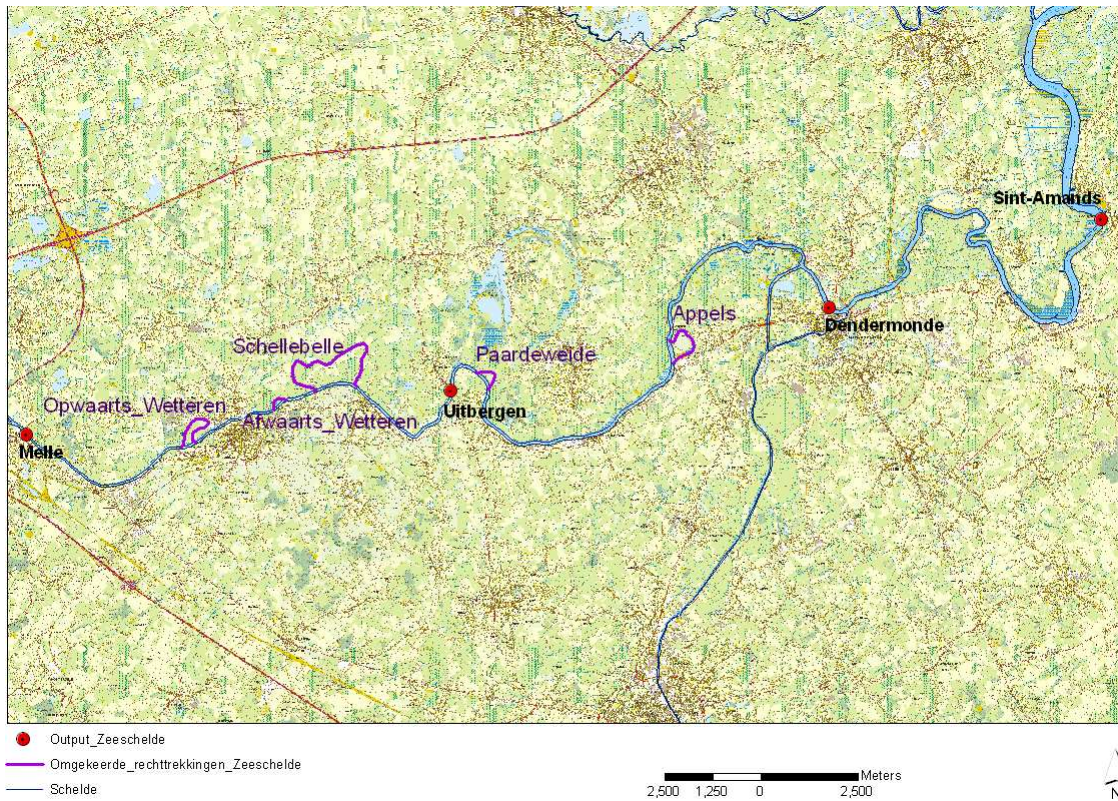 Sint-Amands
Appels
Dendermonde
Schellebelle
Paardeweide
Opwaarts_Wetteren
Uitbergen
Afwaarts_Wetteren
Melle
Output_Zeeschelde
Omgekeerde_rechttrekkingen_Zeeschelde
Schelde
Meters
2,500 1,250 0 2,500
N